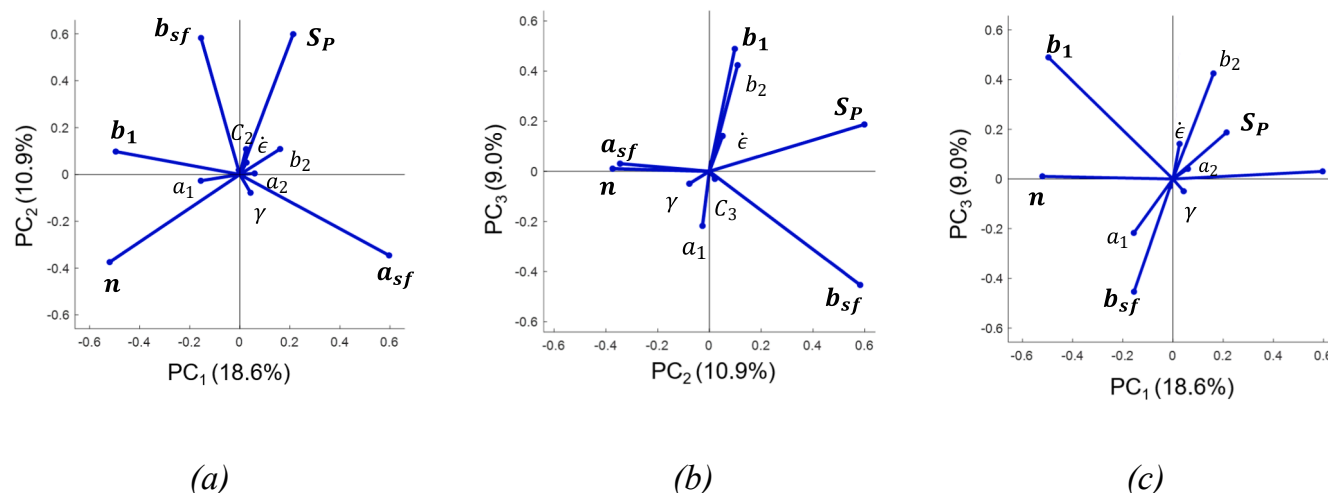 b_sf S_P
0.6
0.4
0.2
0
-0.2
-0.4
-0.6
b_1
C_2
ϵ̇
b_2
a_1
a_2
γ
n
a_sf
PC_2 (10.9%)
-0.6 -0.4 -0.2 0 0.2 0.4 0.6
PC_1 (18.6%)
(a)
0.6
0.4
0.2
0
-0.2
-0.4
-0.6
b_1
b_2
S_P
ϵ̇
a_sf
n
γ
C_3
a_1
b_sf
PC_3 (9.0%)
-0.6 -0.4 -0.2 0 0.2 0.4 0.6
PC_2 (10.9%)
(b)
0.6
0.4
0.2
0
-0.2
-0.4
-0.6
b_1
b_2
S_P
ϵ̇
a_2
n
γ
a_1
b_sf
PC_3 (9.0%)
-0.6 -0.4 -0.2 0 0.2 0.4 0.6
PC_1 (18.6%)
(c)